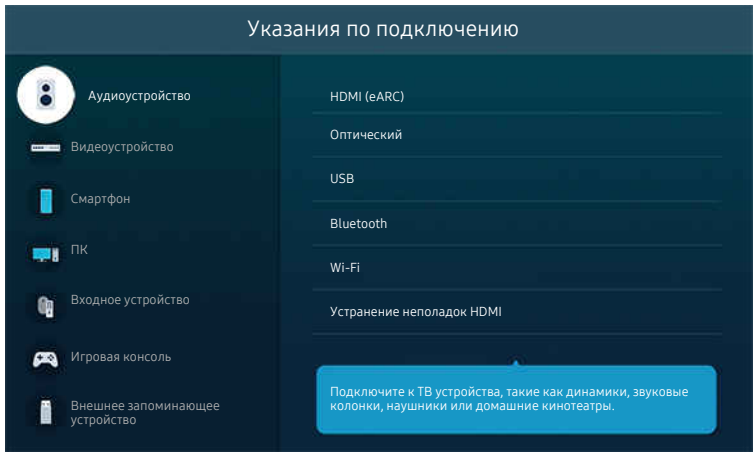 Указания по подключению
Аудиоустройство
Видеоустройство
Смартфон
ПК
Входное устройство
Игровая консоль
Внешнее запоминающее
устройство
HDMI (eARC)
Оптический
USB
Bluetooth
Wi-Fi
Устранение неполадок HDMI
Подключите к ТВ устройства, такие как динамики, звуковые
колонки, наушники или домашние кинотеатры.